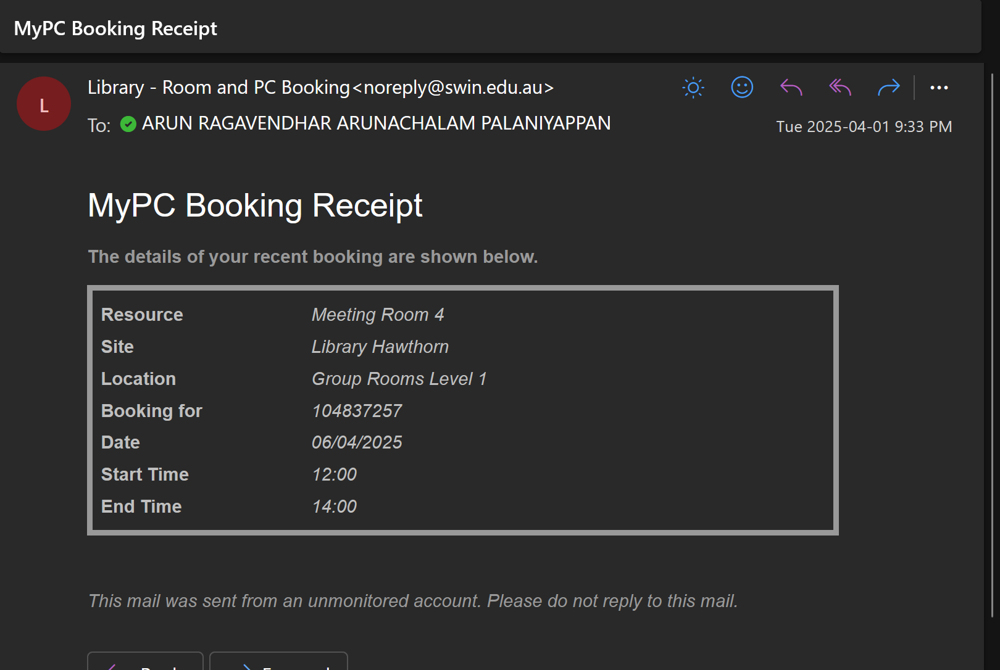 MyPC Booking Receipt
L
Library - Room and PC Booking<noreply@swin.edu.au>
To: ARUN RAGAVENDHAR ARUNACHALAM PALANIYAPPAN
Tue 2025-04-01 9:33 PM
MyPC Booking Receipt
The details of your recent booking are shown below.
Resource Meeting Room 4
Site Library Hawthorn
Location Group Rooms Level 1
Booking for 104837257
Date 06/04/2025
Start Time 12:00
End Time 14:00
This mail was sent from an unmonitored account. Please do not reply to this mail.